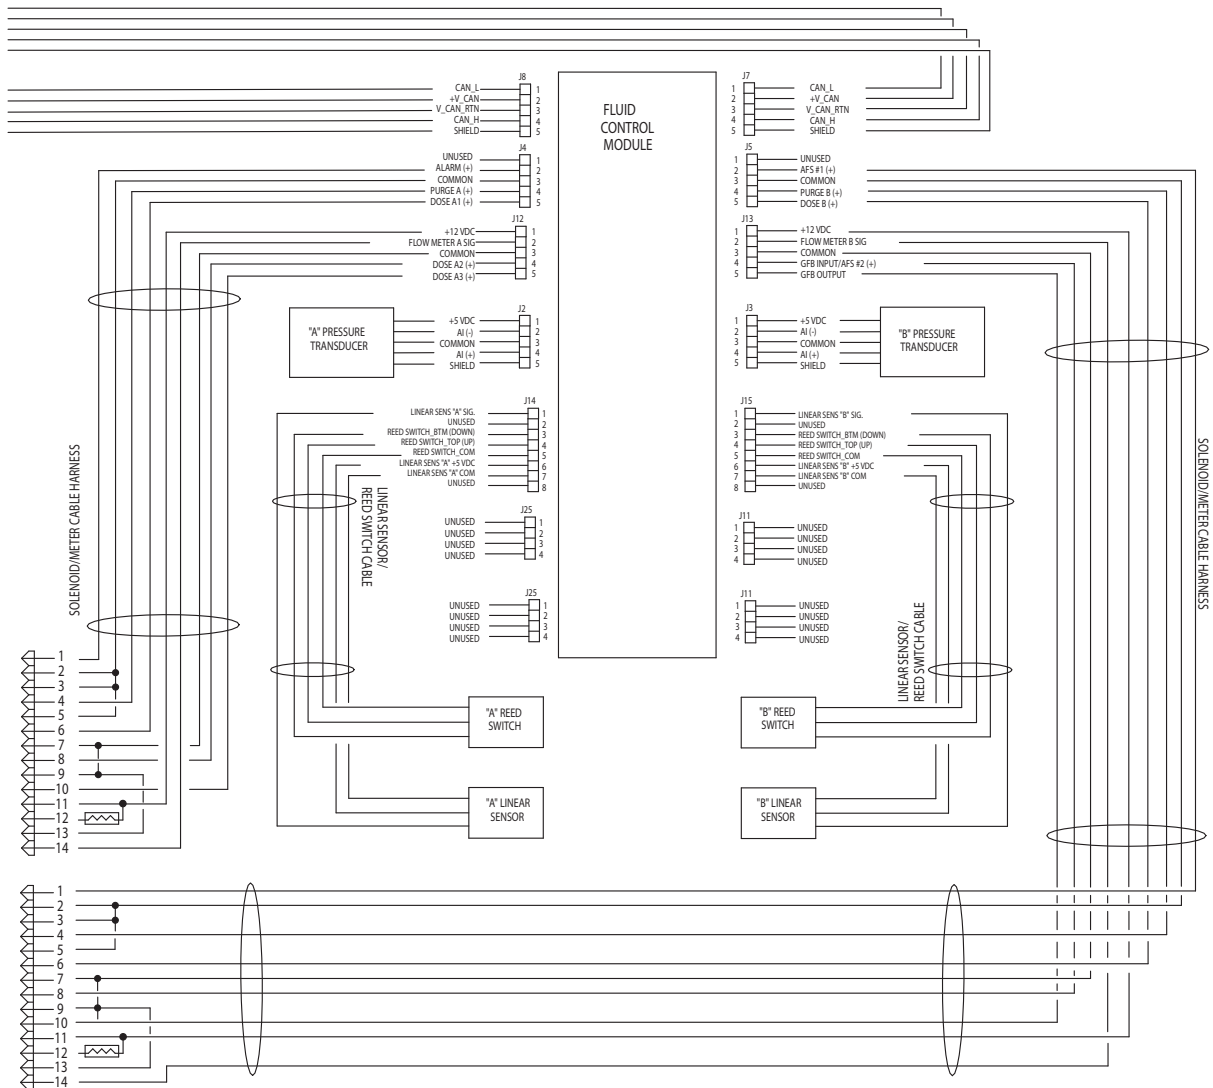 FLUID
CONTROL
MODULE
J8
CAN_L 1
+V_CAN 2
V_CAN_RTN 3
CAN_H 4
SHIELD 5
J7
1 CAN_L
2 +V_CAN
3 V_CAN_RTN
4 CAN_H
5 SHIELD
J4
UNUSED 1
ALARM (+) 2
COMMON 3
PURGE A (+) 4
DOSE A1 (+) 5
J5
1 UNUSED
2 AFS #1 (+)
3 COMMON
4 PURGE B (+)
5 DOSE B (+)
J12
+12 VDC 1
FLOW METER A SIG 2
COMMON 3
DOSE A2 (+) 4
DOSE A3 (+) 5
J13
1 +12 VDC
2 FLOW METER B SIG
3 COMMON
4 GFB INPUT/AFS #2 (+)
5 GFB OUTPUT
"A" PRESSURE
TRANSDUCER
J2
+5 VDC 1
AI (-) 2
COMMON 3
AI (+) 4
SHIELD 5
J3
1 +5 VDC
2 AI (-)
3 COMMON
4 AI (+)
5 SHIELD
"B" PRESSURE
TRANSDUCER
J14
LINEAR SENS "A" SIG. 1
UNUSED 2
REED SWITCH_BTM (DOWN) 3
REED SWITCH_TOP (UP) 4
REED SWITCH_COM 5
LINEAR SENS "A" +5 VDC 6
LINEAR SENS "A" COM 7
UNUSED 8
J15
1 LINEAR SENS "B" SIG.
2 UNUSED
3 REED SWITCH_BTM (DOWN)
4 REED SWITCH_TOP (UP)
5 REED SWITCH_COM
6 LINEAR SENS "B" +5 VDC
7 LINEAR SENS "B" COM
8 UNUSED
SOLENOID/METER CABLE HARNESS
LINEAR SENSOR/
REED SWITCH CABLE
J25
UNUSED 1
UNUSED 2
UNUSED 3
UNUSED 4
J11
1 UNUSED
2 UNUSED
3 UNUSED
4 UNUSED
SOLENOID/METER CABLE HARNESS
J25
UNUSED 1
UNUSED 2
UNUSED 3
UNUSED 4
J11
1 UNUSED
2 UNUSED
3 UNUSED
4 UNUSED
LINEAR SENSOR/
REED SWITCH CABLE
"A" REED
SWITCH
"B" REED
SWITCH
"A" LINEAR
SENSOR
"B" LINEAR
SENSOR
1
2
3
4
5
6
7
8
9
10
11
12
13
14
1
2
3
4
5
6
7
8
9
10
11
12
13
14